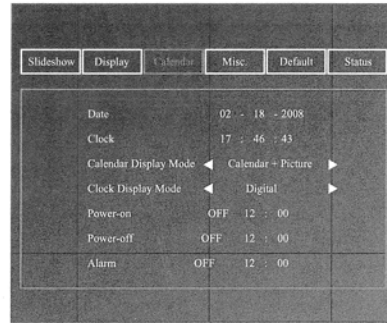 Slideshow Display Calendar Misc. Default Status
Date 02 - 18 - 2008
Clock 17 : 46 : 43
Calendar Display Mode ◀ Calendar + Picture ▶
Clock Display Mode ◀ Digital ▶
Power-on OFF 12 : 00
Power-off OFF 12 : 00
Alarm OFF 12 : 00